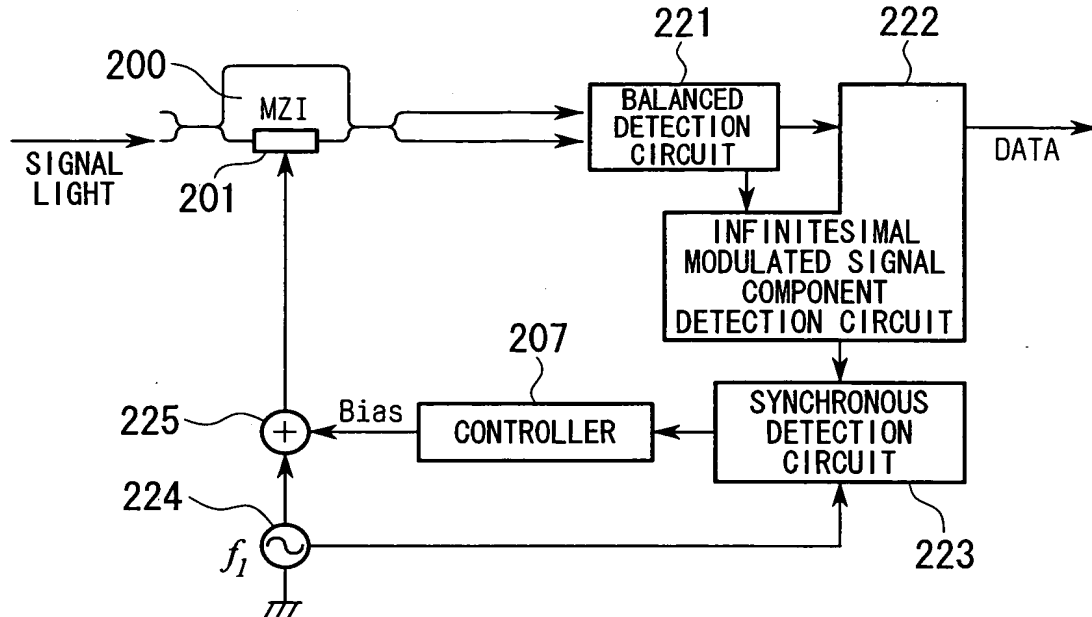 221
222
200
MZI
BALANCED
DETECTION
CIRCUIT
SIGNAL
LIGHT
201
DATA
INFINITESIMAL
MODULATED SIGNAL
COMPONENT
DETECTION CIRCUIT
207
225
+
Bias
CONTROLLER
SYNCHRONOUS
DETECTION
CIRCUIT
224
f1
223